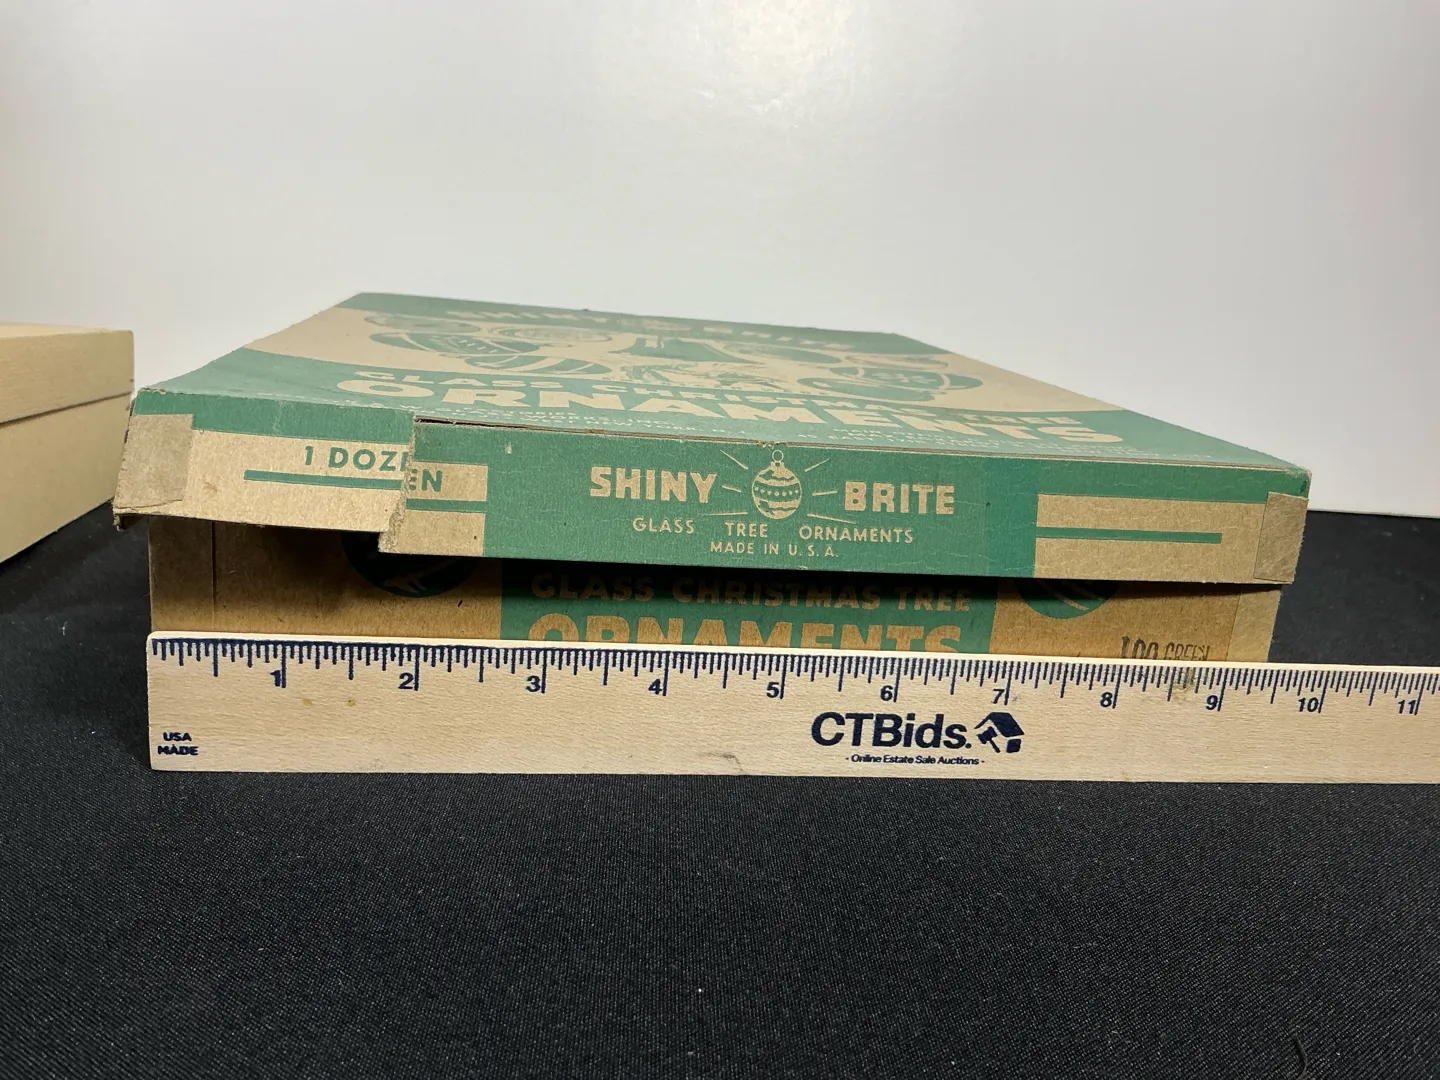 SHINY BRITE
GLASS CHRISTMAS TREE
ORNAMENTS
1 DOZEN
SHINY BRITE
GLASS TREE ORNAMENTS
MADE IN U.S.A.
GLASS CHRISTMAS TREE
ORNAMENTS
100
1 2 3 4 5 6 7 8 9 10 11
USA
MADE
CTBids.
- Online Estate Sale Auctions -